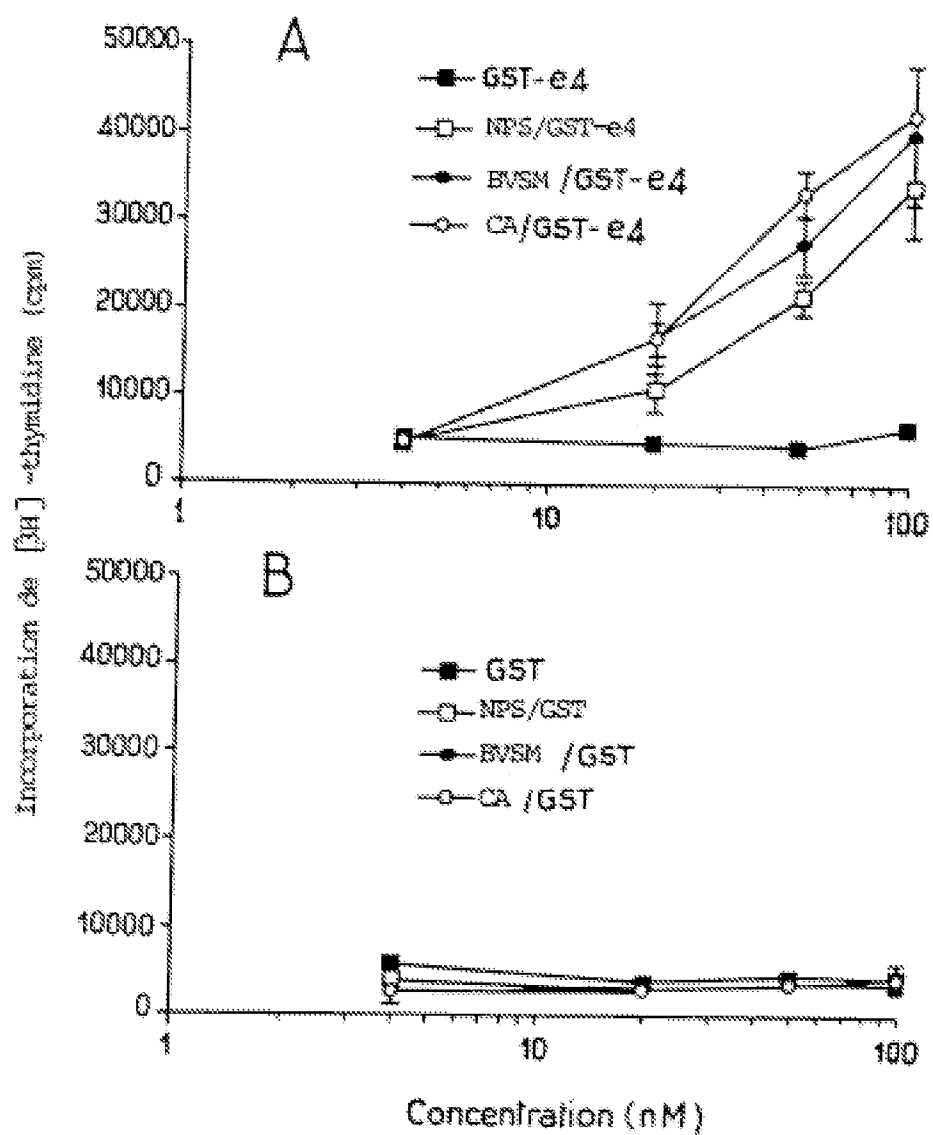 A
50000
40000
30000
20000
10000
0
1
10
100
GST-e4
NPS/GST-e4
BVSM /GST-e4
CA/GST-e4
Incorporation de [3H] -thymidine (cpm)
B
50000
40000
30000
20000
10000
0
1
10
100
GST
NPS/GST
BVSM /GST
CA /GST
Concentration (nM)